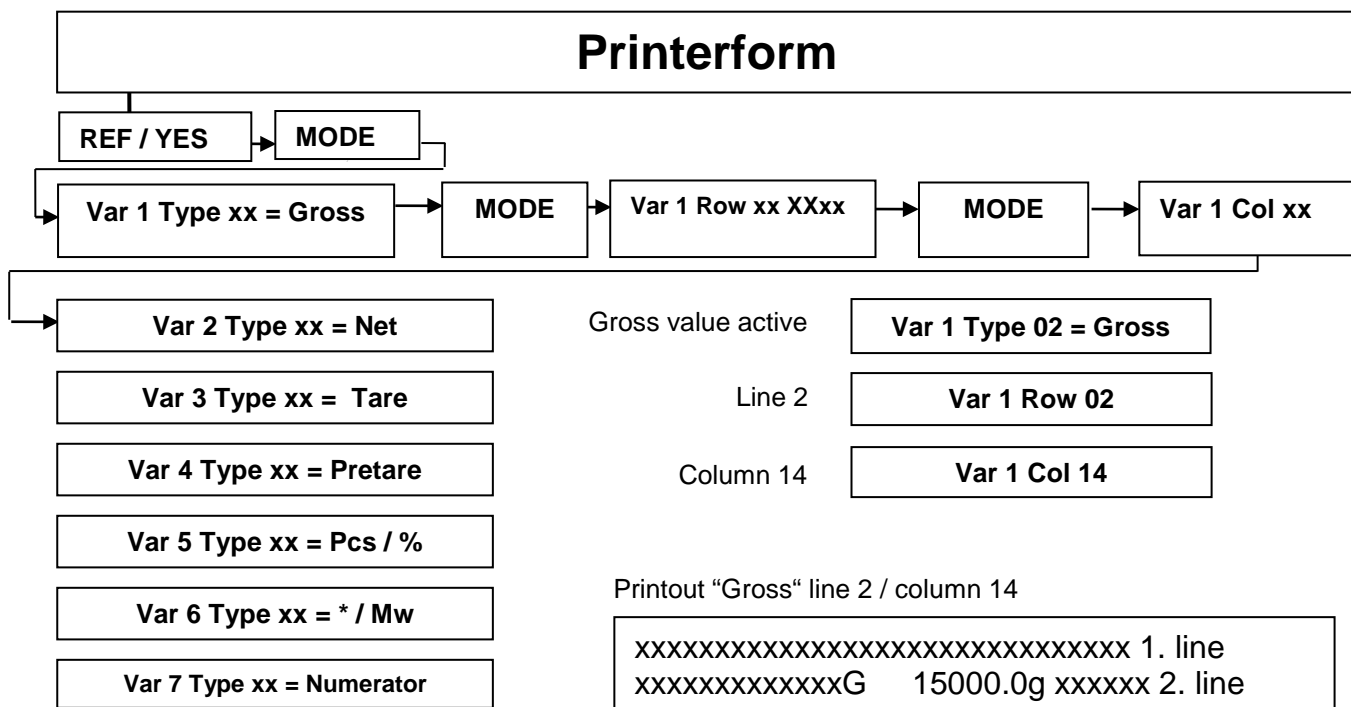 Printerform
REF / YES
MODE
Var 1 Type xx = Gross
MODE
Var 1 Row xx XXxx
MODE
Var 1 Col xx
Var 2 Type xx = Net
Gross value active
Var 1 Type 02 = Gross
Var 3 Type xx = Tare
Line 2
Var 1 Row 02
Var 4 Type xx = Pretare
Column 14
Var 1 Col 14
Var 5 Type xx = Pcs / %
Var 6 Type xx = * / Mw
Var 7 Type xx = Numerator
Printout “Gross“ line 2 / column 14
xxxxxxxxxxxxxxxxxxxxxxxxxxxxxxx 1. line
xxxxxxxxxxxxxG 15000.0g xxxxxx 2. line